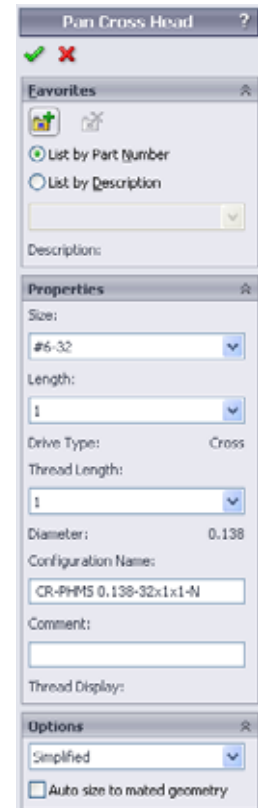 Pan Cross Head ?
Favorites
List by Part Number
List by Description
Description:
Properties
Size:
#6-32
Length:
1
Drive Type: Cross
Thread Length:
1
Diameter: 0.138
Configuration Name:
CR-PHMS 0.138-32x1x1-N
Comment:
Thread Display:
Options
Simplified
Auto size to mated geometry